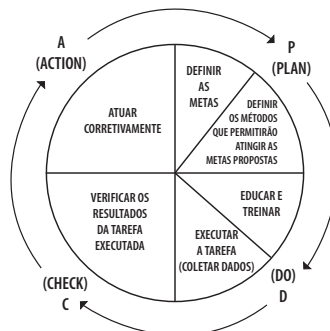 A
(ACTION)
P
(PLAN)
DEFINIR
AS
METAS
DEFINIR
OS MÉTODOS
QUE PERMITIRÃO
ATINGIR AS
METAS PROPOSTAS
ATUAR
CORRETIVAMENTE
VERIFICAR OS
RESULTADOS
DA TAREFA
EXECUTADA
EDUCAR E
TREINAR
EXECUTAR
A TAREFA
(COLETAR DADOS)
(CHECK)
C
(DO)
D